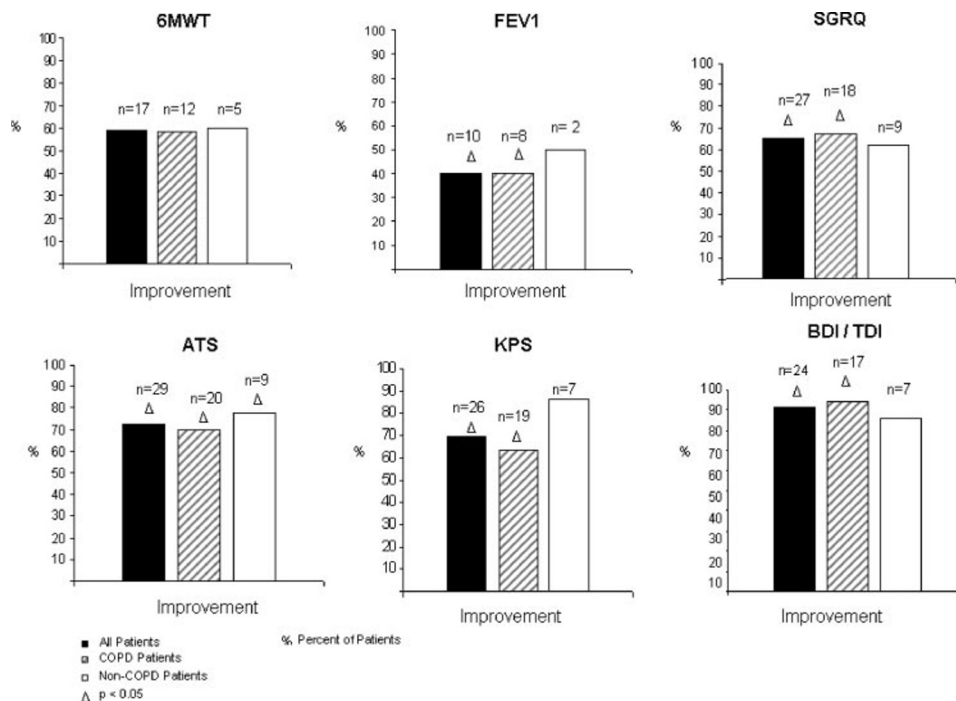 6MWT
100
90
80
70
60
50
40
30
20
10
%
n=17 n=12 n=5
Improvement
FEV1
100
90
80
70
60
50
40
30
20
10
%
n=10 n=8 n= 2
Δ Δ
Improvement
SGRQ
100
90
80
70
60
50
40
30
20
10
%
n=27 n=18 n=9
Δ Δ
Improvement
ATS
100
90
80
70
60
50
40
30
20
10
%
n=29 n=20 n=9
Δ Δ Δ
Improvement
KPS
100
90
80
70
60
50
40
30
20
10
%
n=26 n=19 n=7
Δ Δ
Improvement
BDI / TDI
100
90
80
70
60
50
40
30
20
10
%
n=24 n=17 n=7
Δ Δ
Improvement
All Patients
COPD Patients
Non-COPD Patients
Δ p < 0.05
% Percent of Patients